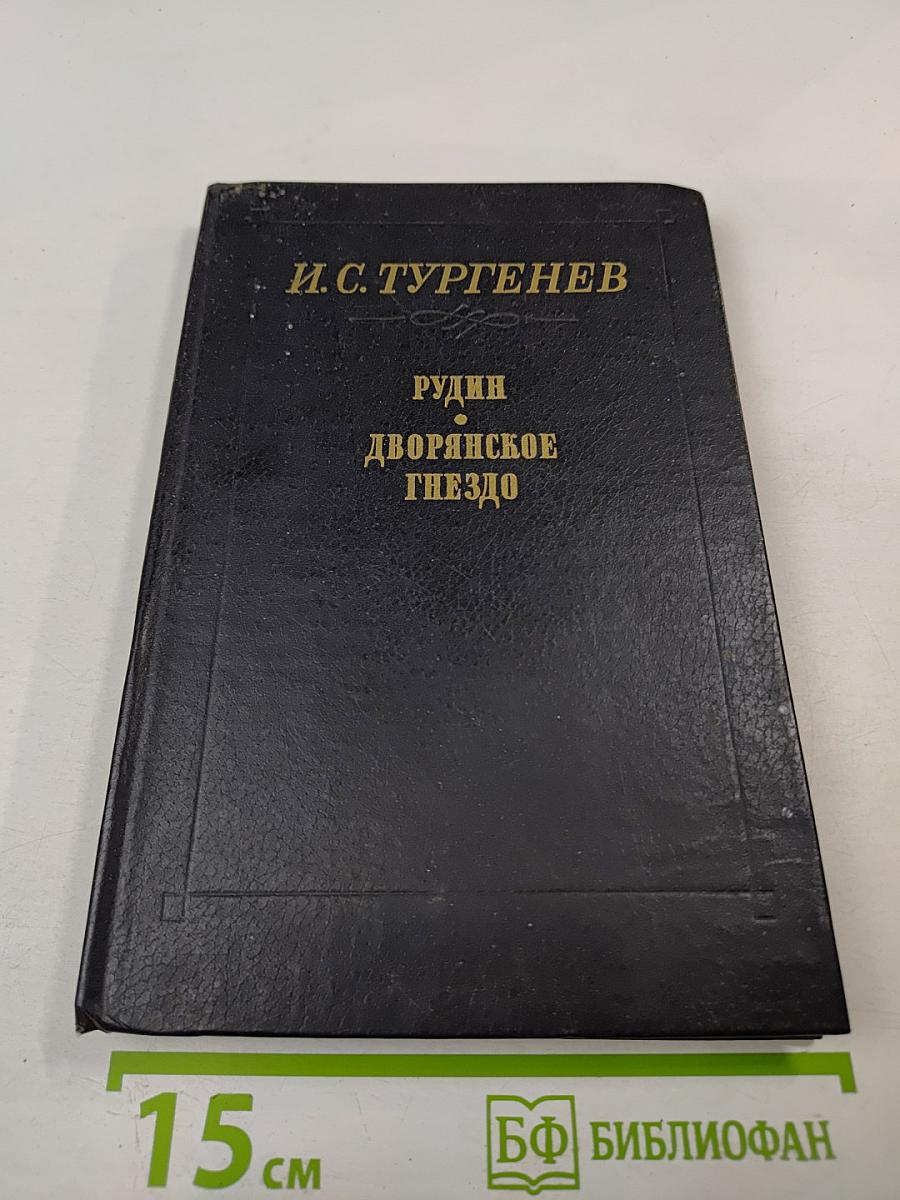 И. С. ТУРГЕНЕВ
РУДИН
•
ДВОРЯНСКОЕ
ГНЕЗДО
15 см
БФ БИБЛИОФАН